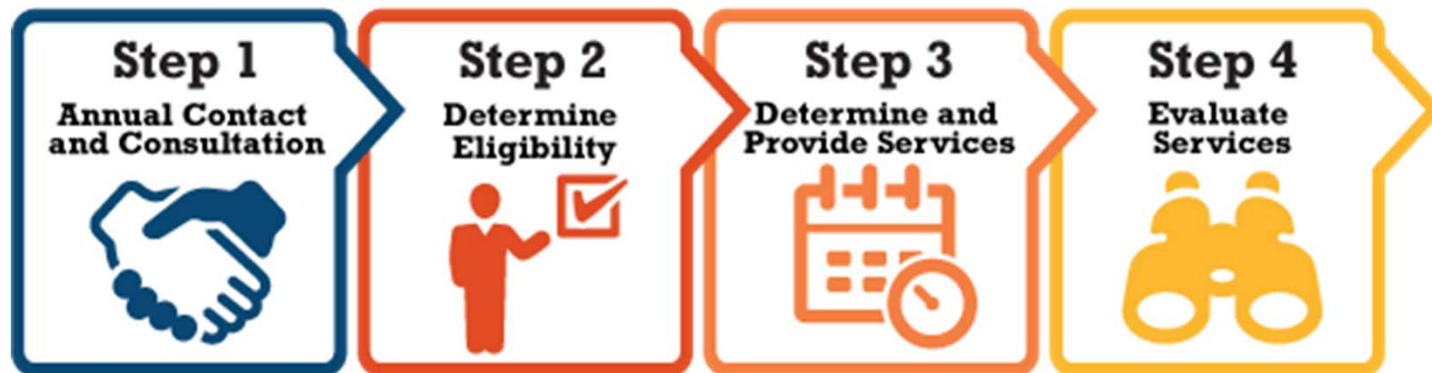 Step 1
Annual Contact
and Consultation
Step 2
Determine
Eligibility
Step 3
Determine and
Provide Services
Step 4
Evaluate
Services